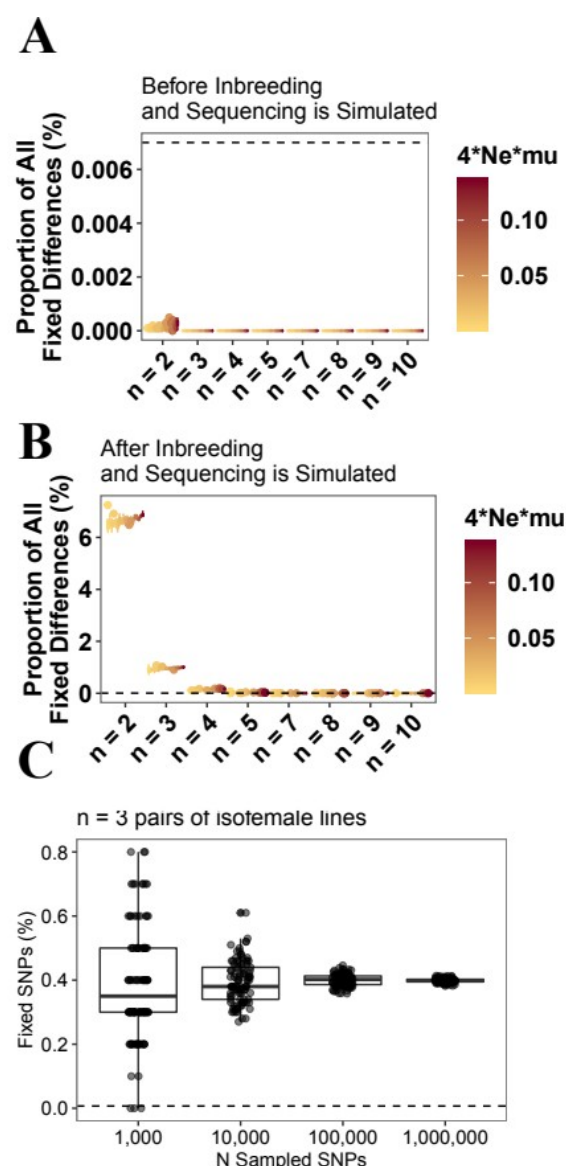 A
Before Inbreeding
and Sequencing is Simulated
Proportion of All
Fixed Differences (%)
0.006
0.004
0.002
0.000
n = 2
n = 3
n = 4
n = 5
n = 7
n = 8
n = 9
n = 10
4*Ne*mu
0.10
0.05
B
After Inbreeding
and Sequencing is Simulated
Proportion of All
Fixed Differences (%)
6
4
2
0
n = 2
n = 3
n = 4
n = 5
n = 7
n = 8
n = 9
n = 10
4*Ne*mu
0.10
0.05
C
n = 3 pairs of isofemale lines
Fixed SNPs (%)
0.8
0.6
0.4
0.2
0.0
1,000
10,000
100,000
1,000,000
N Sampled SNPs